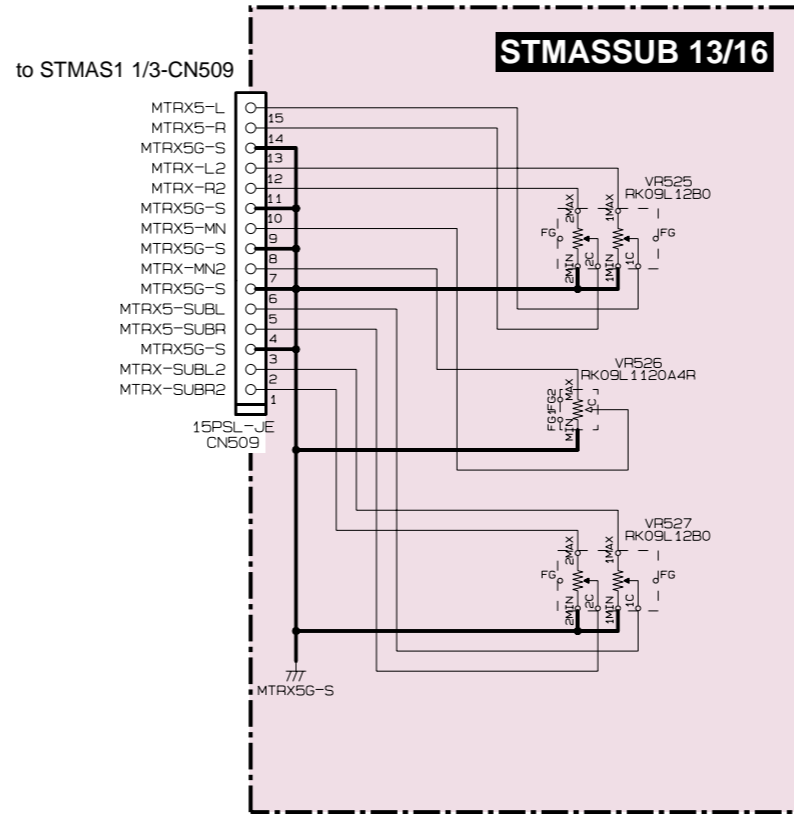 STMASSUB 13/16
to STMAS1 1/3-CN509
MTRX5-L
MTRX5-R 15
MTRX5G-S 14
MTRX-L2 13
MTRX-R2 12
MTRX5G-S 11
MTRX5-MN 10
MTRX5G-S 9
MTRX-MN2 8
MTRX5G-S 7
MTRX5-SUBL 6
MTRX5-SUBR 5
MTRX5G-S 4
MTRX-SUBL2 3
MTRX-SUBR2 2
1
15PSL-JE
CN509
VR525
RK09L12B0
2MAX 1MAX
FG FG
2MIN 2C 1MIN 1C
VR526
RK09L1120A4R
FG1 FG2 MAX
MIN C
VR527
RK09L12B0
2MAX 1MAX
FG FG
2MIN 2C 1MIN 1C
MTRX5G-S